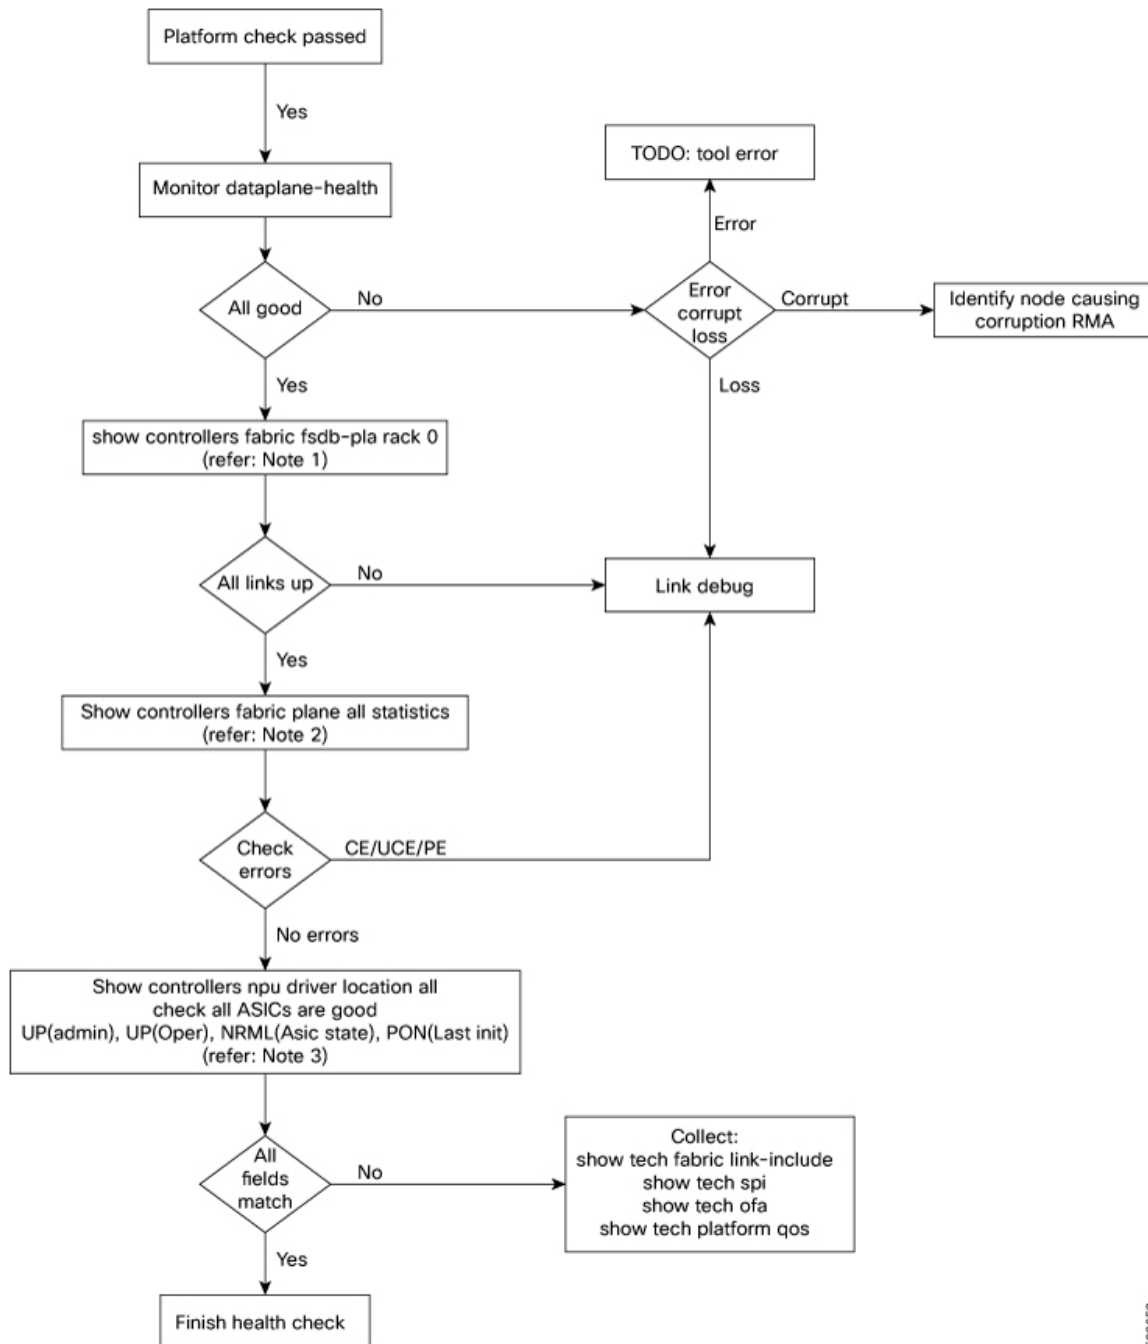 Platform check passed
Yes
Monitor dataplane-health
TODO: tool error
Error
All good
No
Error
corrupt
loss
Corrupt
Identify node causing
corruption RMA
Yes
Loss
show controllers fabric fsdb-pla rack 0
(refer: Note 1)
All links up
No
Link debug
Yes
Show controllers fabric plane all statistics
(refer: Note 2)
Check
errors
CE/UCE/PE
No errors
Show controllers npu driver location all
check all ASICs are good
UP(admin), UP(Oper), NRML(Asic state), PON(Last init)
(refer: Note 3)
All
fields
match
No
Collect:
show tech fabric link-include
show tech spi
show tech ofa
show tech platform qos
Yes
Finish health check